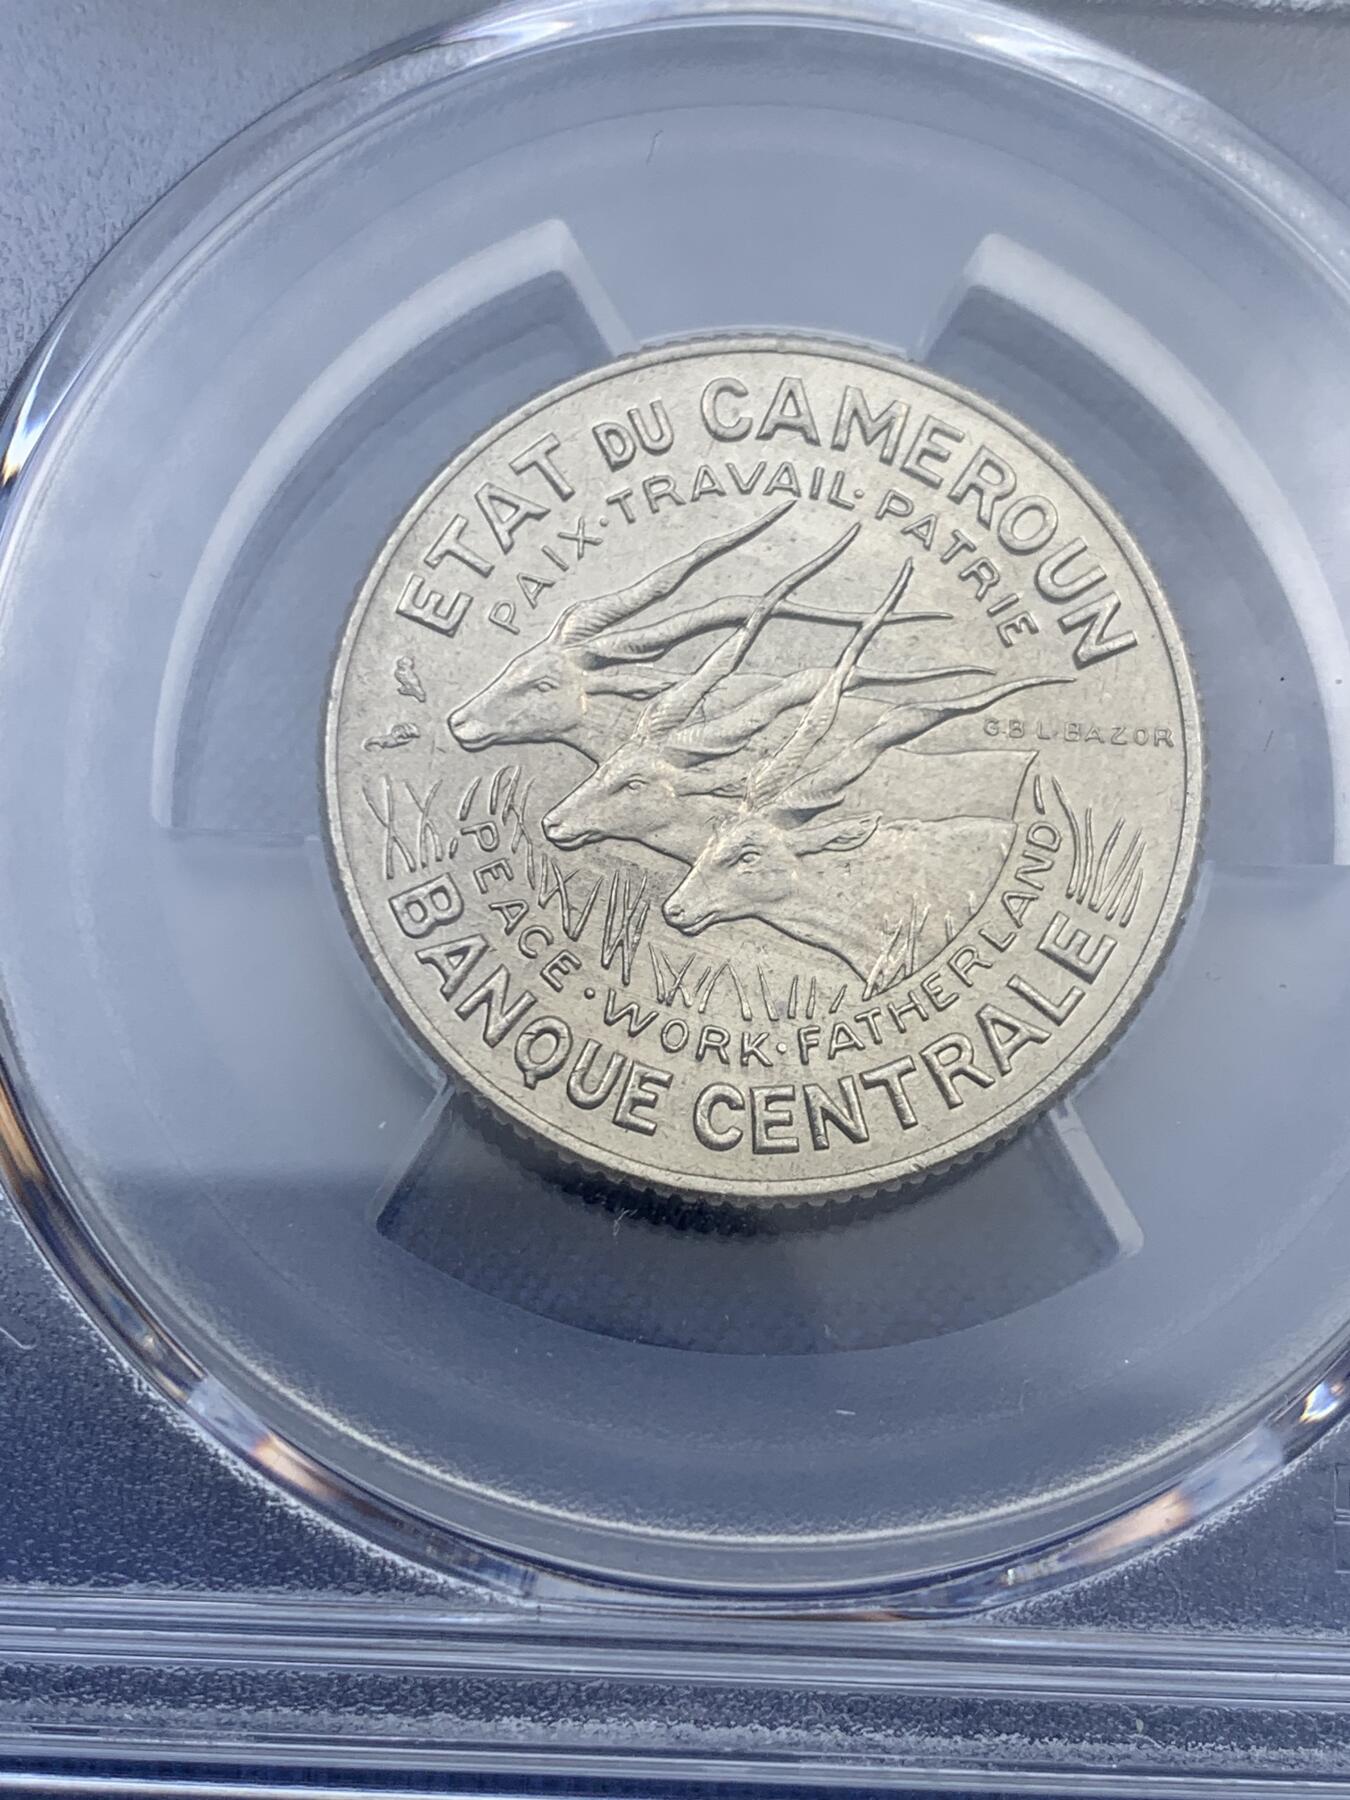 ETAT DU CAMEROUN
PAIX · TRAVAIL · PATRIE
G.B.L.BAZOR
PEACE · WORK · FATHERLAND
BANQUE CENTRALE